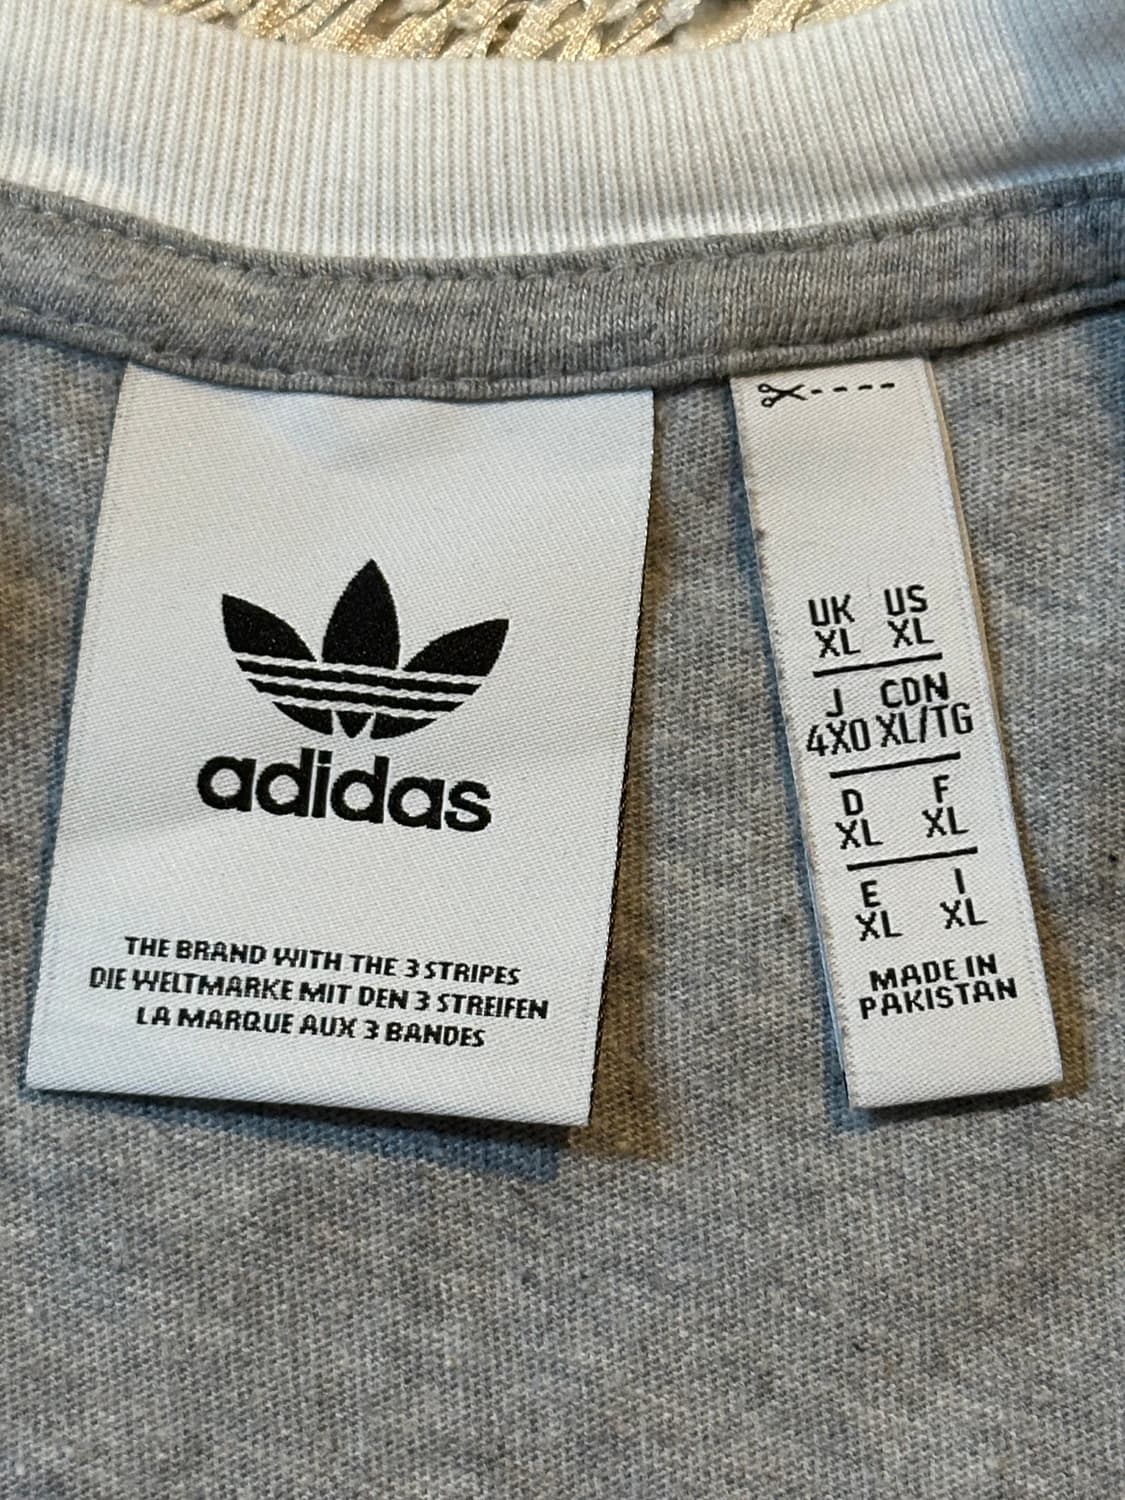 adidas
THE BRAND WITH THE 3 STRIPES
DIE WELTMARKE MIT DEN 3 STREIFEN
LA MARQUE AUX 3 BANDES
UK US
XL XL
J CDN
4XO XL/TG
D F
XL XL
E I
XL XL
MADE IN
PAKISTAN